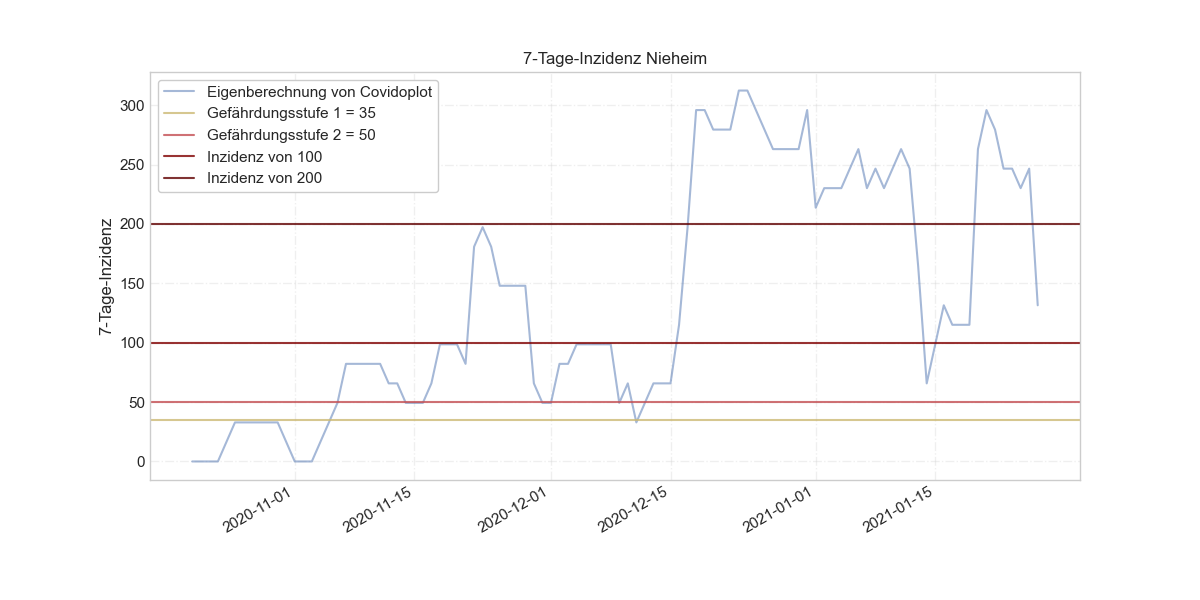 7-Tage-Inzidenz Nieheim
Eigenberechnung von Covidoplot
Gefährdungsstufe 1 = 35
Gefährdungsstufe 2 = 50
Inzidenz von 100
Inzidenz von 200
7-Tage-Inzidenz
300
250
200
150
100
50
0
2020-11-01
2020-11-15
2020-12-01
2020-12-15
2021-01-01
2021-01-15